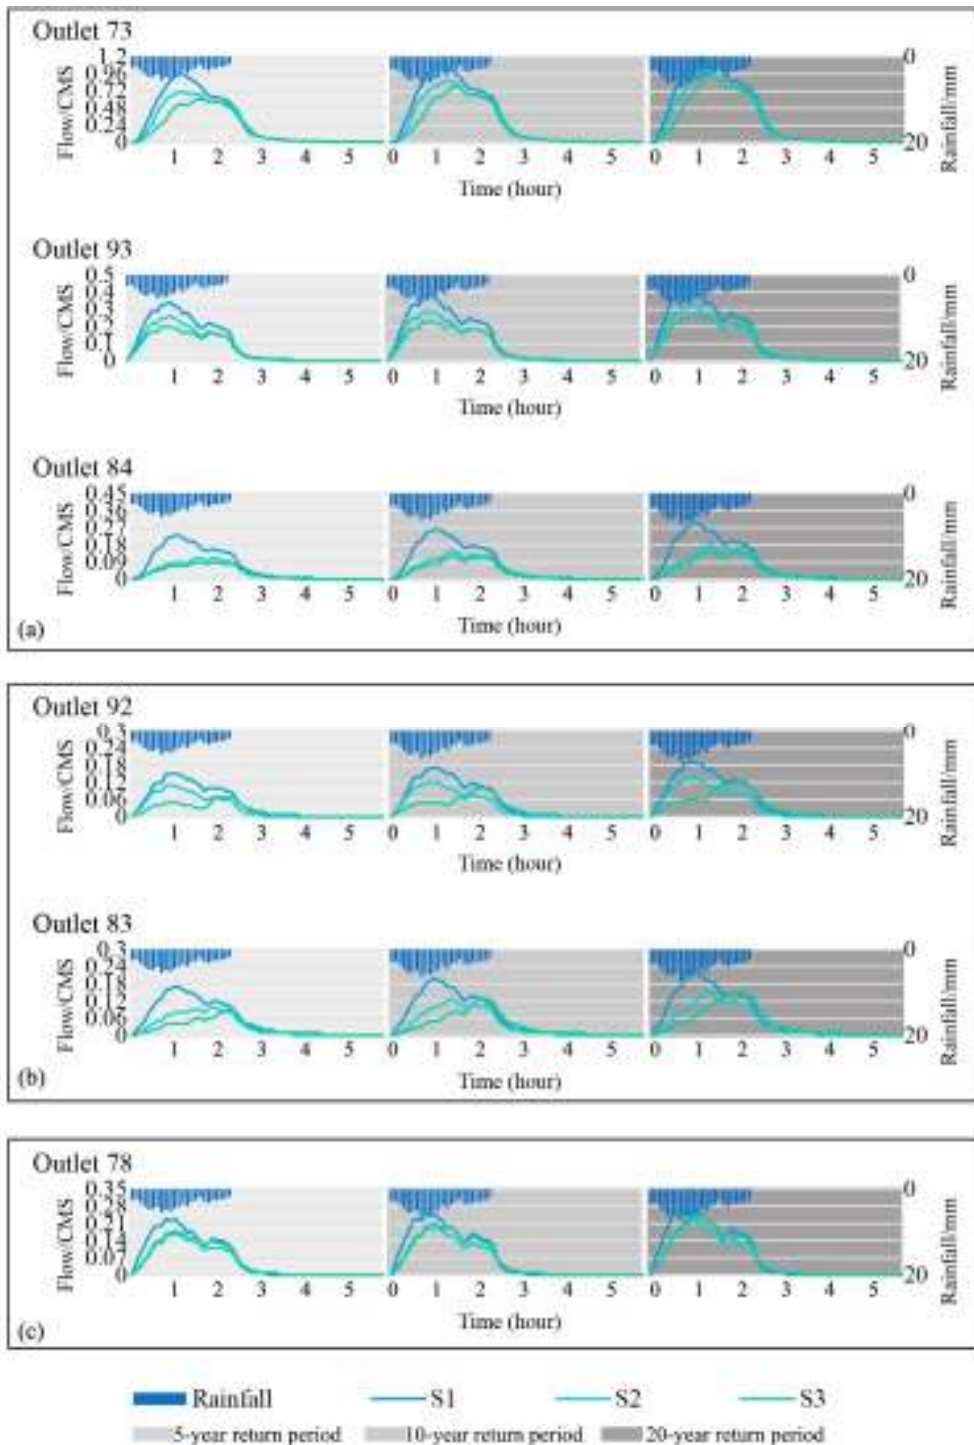 Outlet 73
1.2 0
0.96
0.72
0.48
0.24
0 20
Flow/CMS Rainfall/mm
1 2 3 4 5 0 1 2 3 4 5 0 1 2 3 4 5
Time (hour)
Outlet 93
0.5 0
0.4
0.3
0.2
0.1
0 20
Flow/CMS Rainfall/mm
1 2 3 4 5 0 1 2 3 4 5 0 1 2 3 4 5
Time (hour)
Outlet 84
0.45 0
0.36
0.27
0.18
0.09
0 20
Flow/CMS Rainfall/mm
1 2 3 4 5 0 1 2 3 4 5 0 1 2 3 4 5
Time (hour)
(a)
Outlet 92
0.3 0
0.24
0.18
0.12
0.06
0 20
Flow/CMS Rainfall/mm
1 2 3 4 5 0 1 2 3 4 5 0 1 2 3 4 5
Time (hour)
Outlet 83
0.3 0
0.24
0.18
0.12
0.06
0 20
Flow/CMS Rainfall/mm
1 2 3 4 5 0 1 2 3 4 5 0 1 2 3 4 5
Time (hour)
(b)
Outlet 78
0.35 0
0.28
0.21
0.14
0.07
0 20
Flow/CMS Rainfall/mm
1 2 3 4 5 0 1 2 3 4 5 0 1 2 3 4 5
Time (hour)
(c)
Rainfall S1 S2 S3
5-year return period 10-year return period 20-year return period